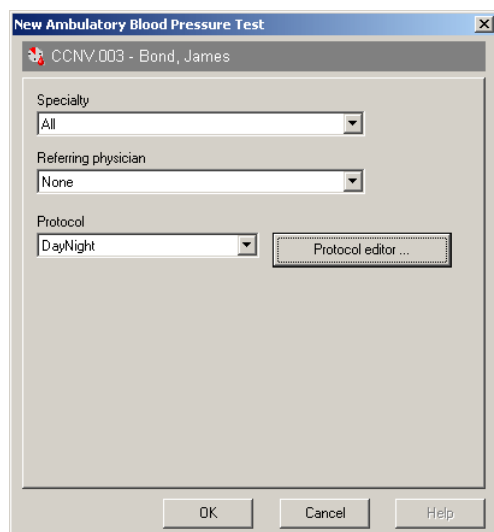 New Ambulatory Blood Pressure Test
CCNV.003 - Bond, James
Specialty
All
Referring physician
None
Protocol
DayNight
Protocol editor ...
OK
Cancel
Help